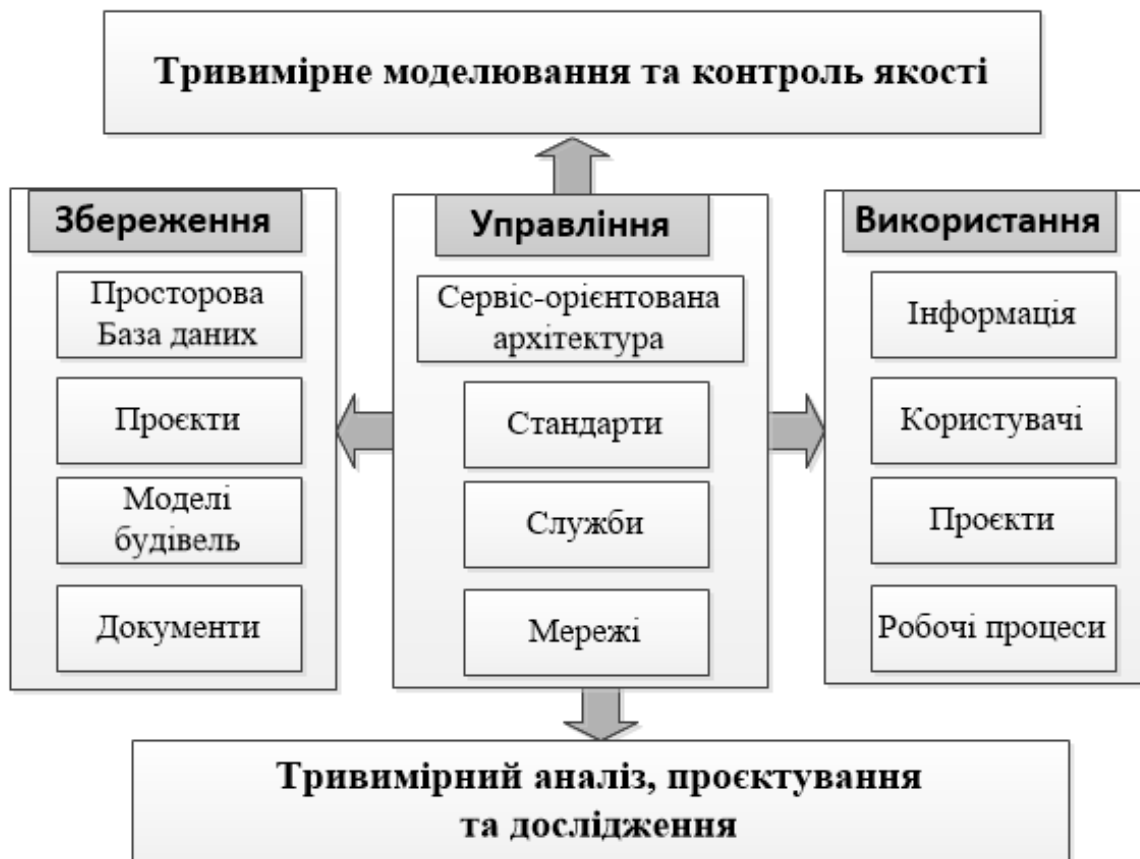 Тривимірне моделювання та контроль якості
Збереження
Просторова
База даних
Проєкти
Моделі
будівель
Документи
Управління
Сервіс-орієнтована
архітектура
Стандарти
Служби
Мережі
Використання
Інформація
Користувачі
Проєкти
Робочі процеси
Тривимірний аналіз, проєктування
та дослідження